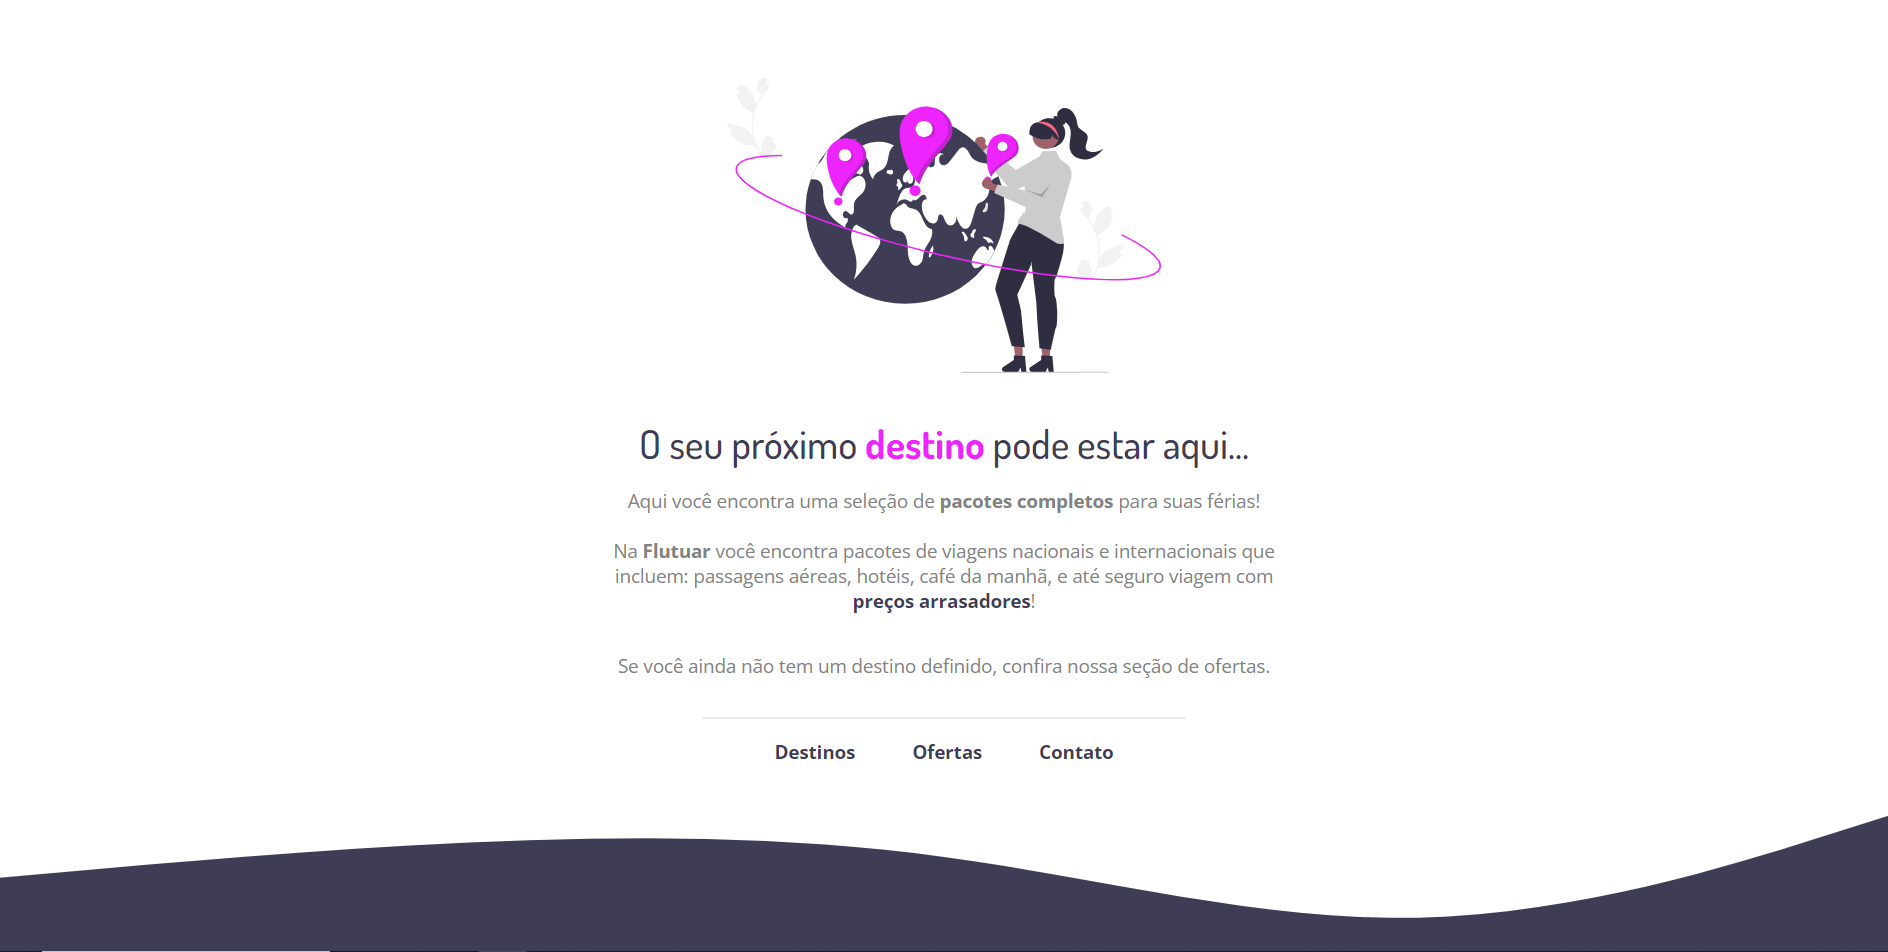 O seu próximo destino pode estar aqui...
Aqui você encontra uma seleção de pacotes completos para suas férias!
Na Flutuar você encontra pacotes de viagens nacionais e internacionais que
incluem: passagens aéreas, hotéis, café da manhã, e até seguro viagem com
preços arrasadores!
Se você ainda não tem um destino definido, confira nossa seção de ofertas.
Destinos Ofertas Contato